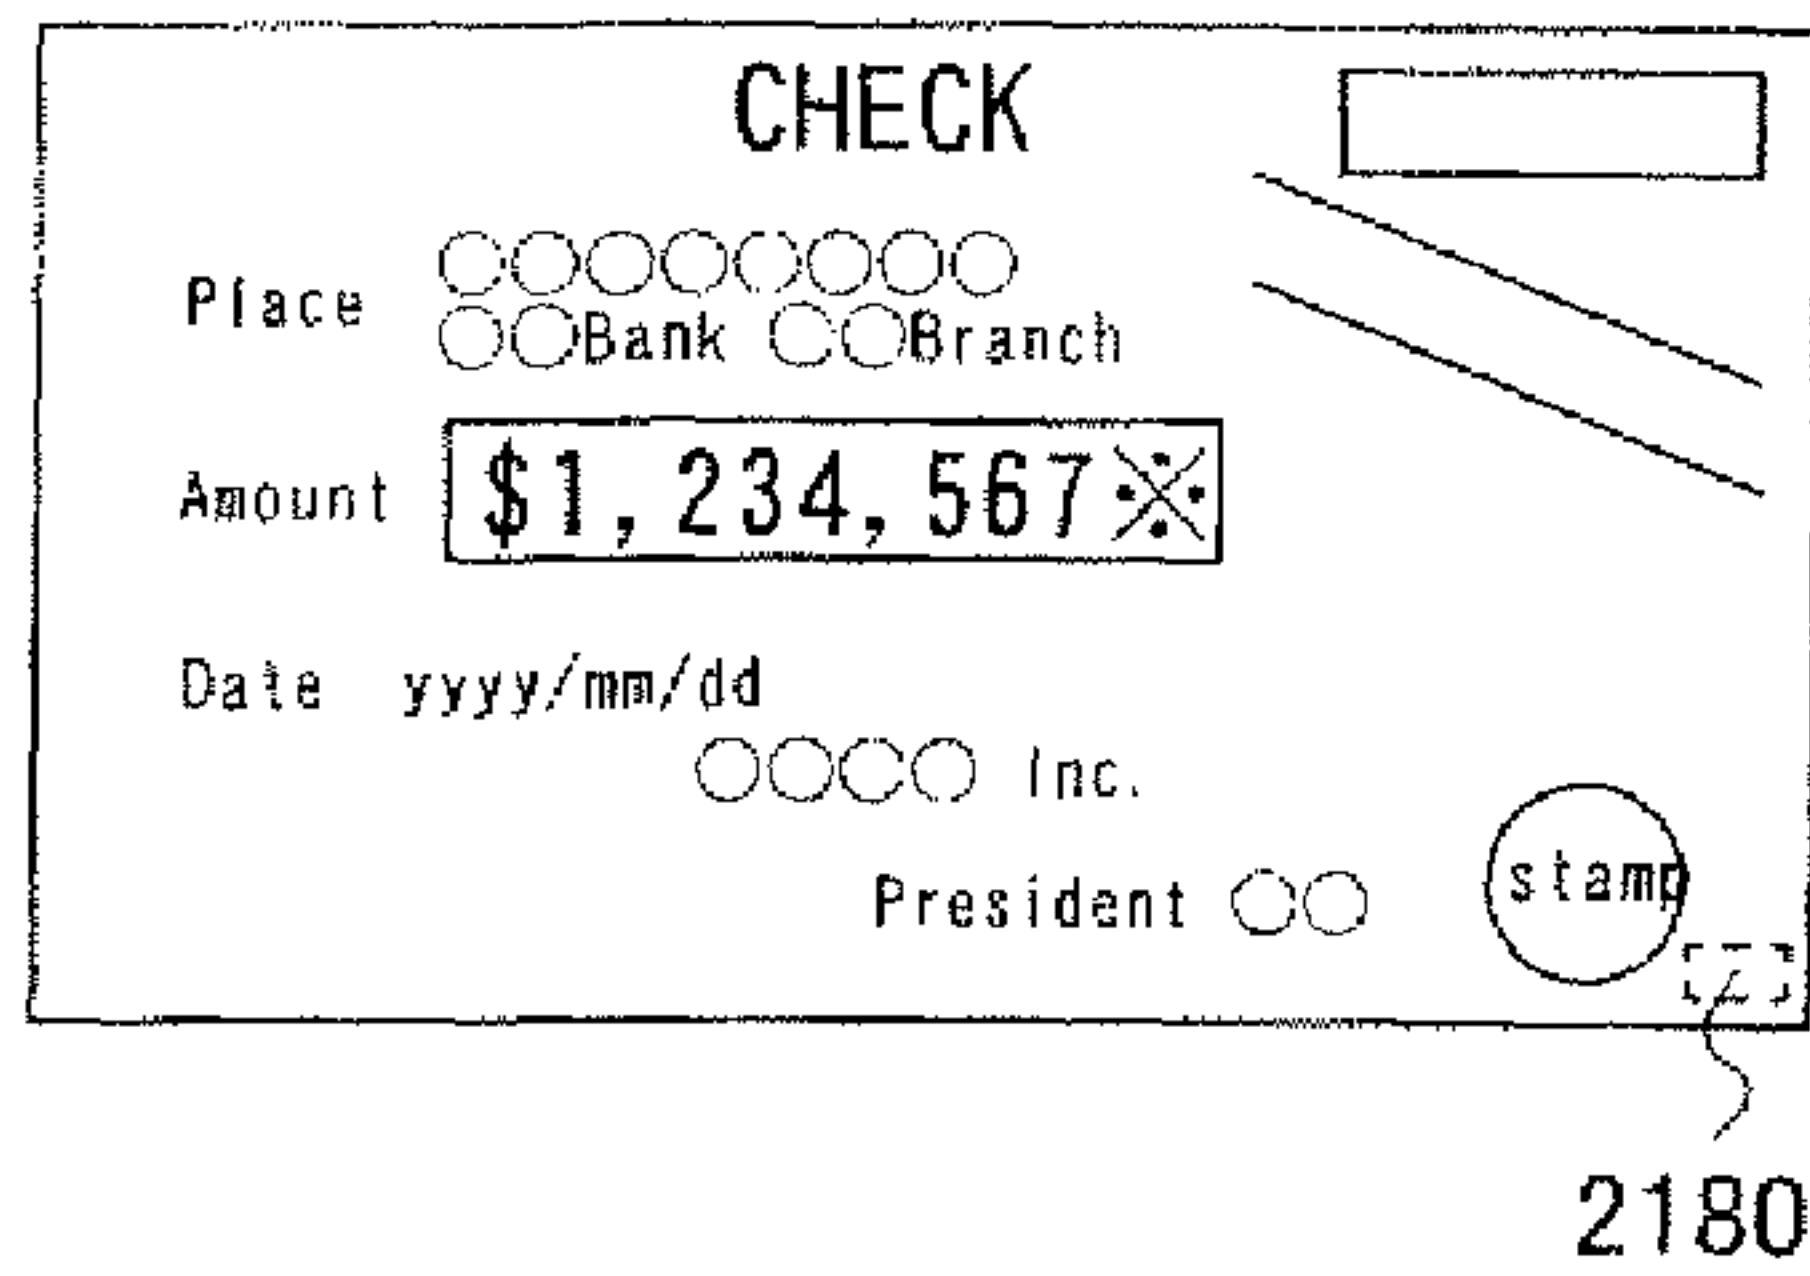 CHECK
Place
○○○○○○○○
○○Bank ○○Branch
Amount $1,234,567※
Date yyyy/mm/dd
○○○○ Inc.
President ○○
stamp
2180